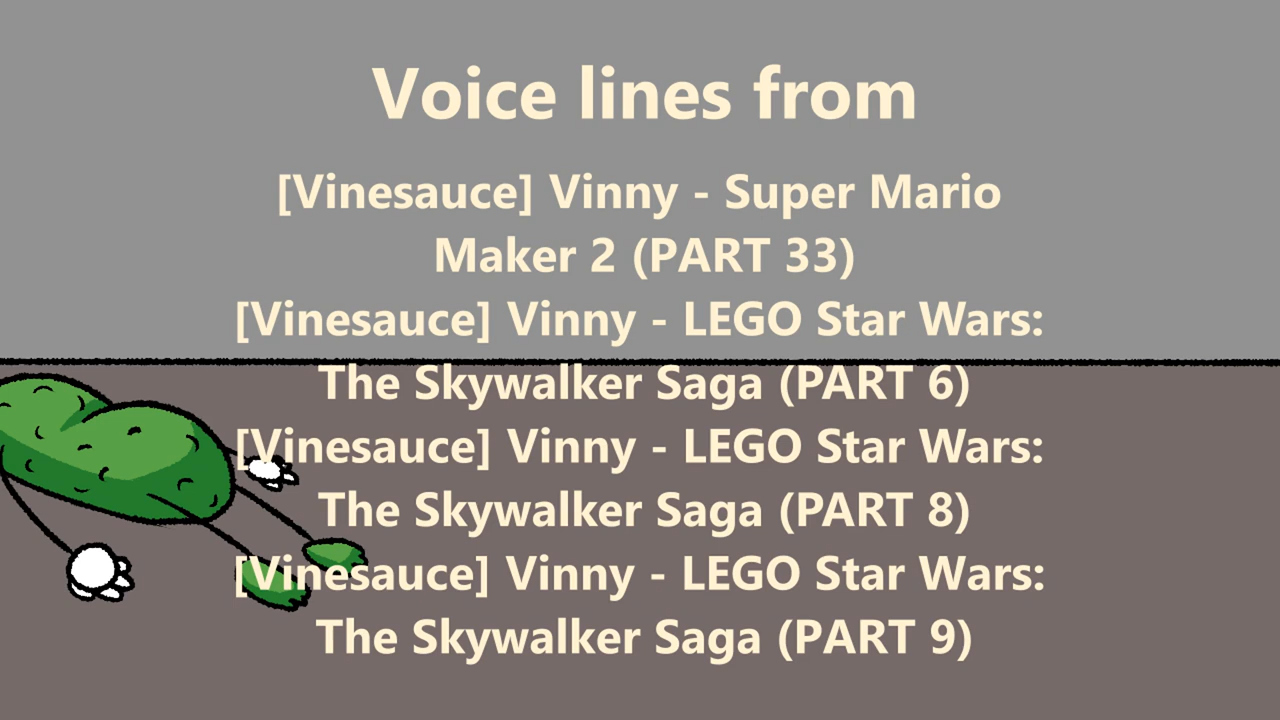 Voice lines from
[Vinesauce] Vinny - Super Mario
Maker 2 (PART 33)
[Vinesauce] Vinny - LEGO Star Wars:
The Skywalker Saga (PART 6)
[Vinesauce] Vinny - LEGO Star Wars:
The Skywalker Saga (PART 8)
[Vinesauce] Vinny - LEGO Star Wars:
The Skywalker Saga (PART 9)